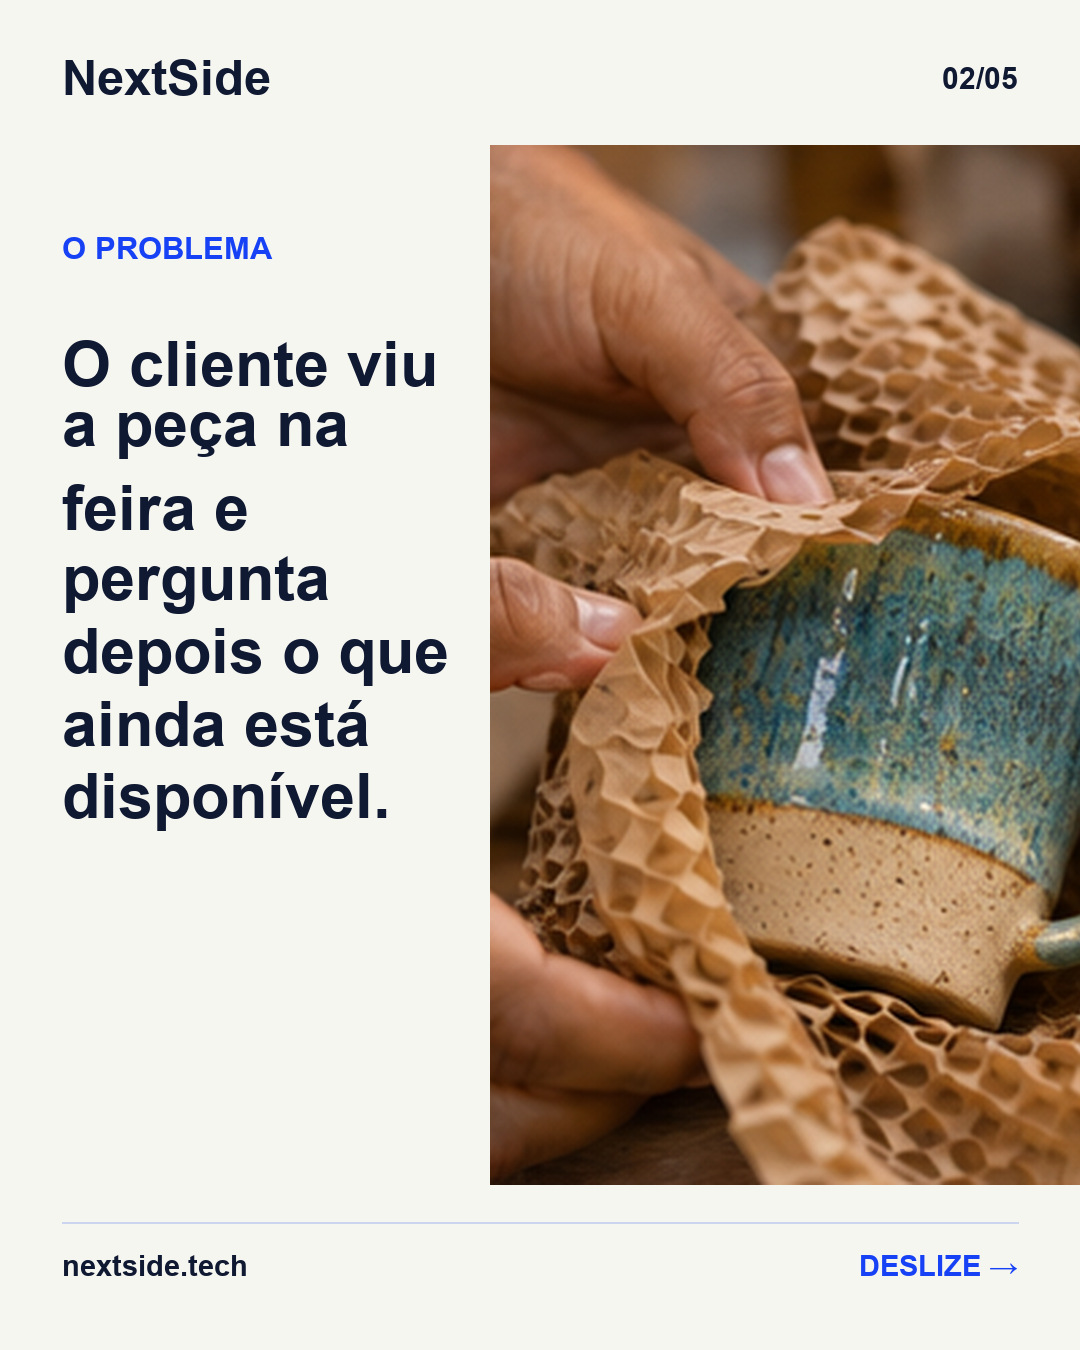 NextSide
02/05
O PROBLEMA
O cliente viu
a peça na
feira e
pergunta
depois o que
ainda está
disponível.
nextside.tech
DESLIZE →